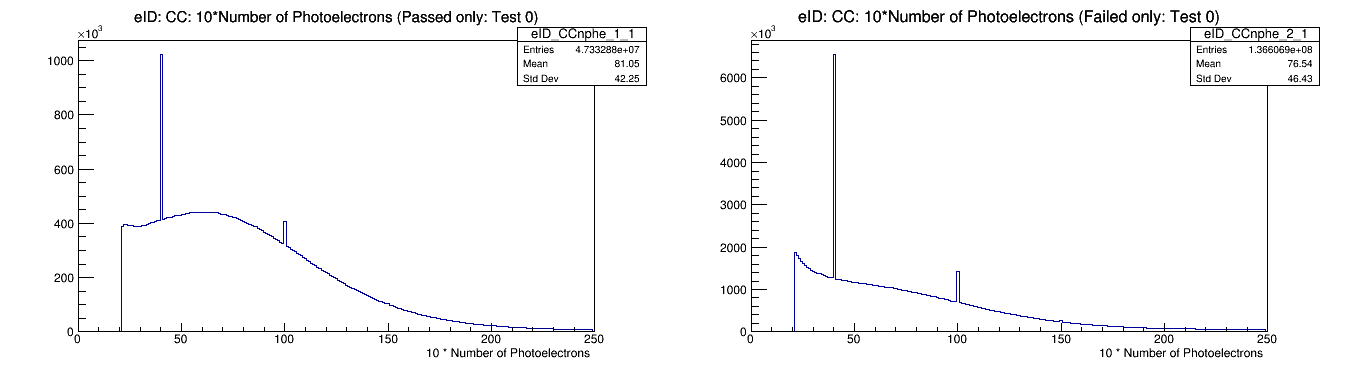 eID: CC: 10*Number of Photoelectrons (Passed only: Test 0)
×10³
eID_CCnphe_1_1
Entries 4.733288e+07
Mean 81.05
Std Dev 42.25
1000
800
600
400
200
0
0 50 100 150 200 250
10 * Number of Photoelectrons
eID: CC: 10*Number of Photoelectrons (Failed only: Test 0)
×10³
eID_CCnphe_2_1
Entries 1.366069e+08
Mean 76.54
Std Dev 46.43
6000
5000
4000
3000
2000
1000
0
0 50 100 150 200 250
10 * Number of Photoelectrons